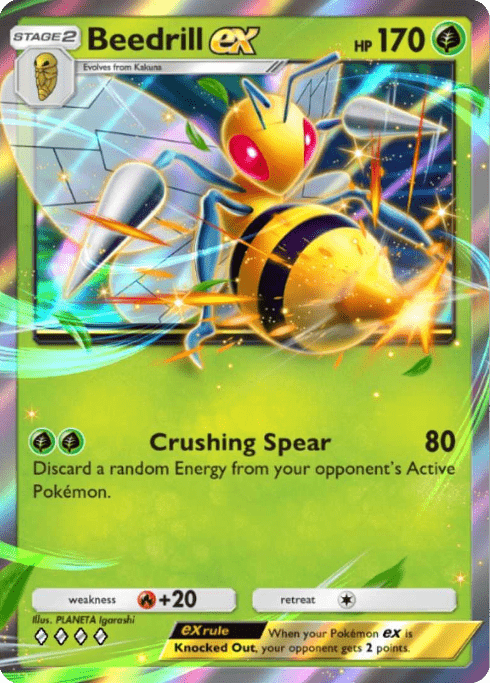 STAGE 2 Beedrill ex HP 170
Evolves from Kakuna
Crushing Spear 80
Discard a random Energy from your opponent's Active
Pokémon.
weakness +20 retreat
Illus. PLANETA Igarashi
ex rule When your Pokémon ex is
Knocked Out, your opponent gets 2 points.